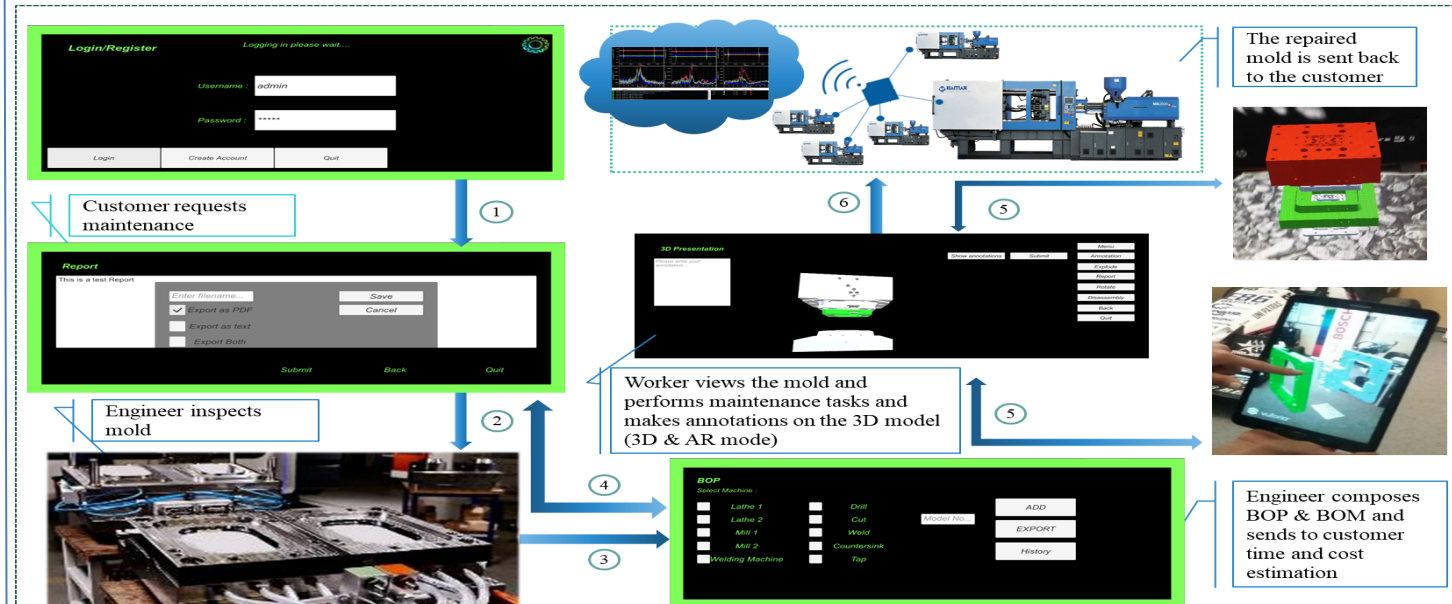 Login/Register
Logging in please wait....
Username :
admin
Password :
*****
Login
Create Account
Quit
1
Customer requests
maintenance
Report
This is a test Report
Enter filename...
Save
Export as PDF
Cancel
Export as text
Export Both
Submit
Back
Quit
Engineer inspects
mold
2
4
3
HAITIAN
The repaired
mold is sent back
to the customer
6
5
3D Presentation
Show annotations
Submit
Menu
Annotation
Explode
Report
Rotate
Disassembly
Back
Quit
Worker views the mold and
performs maintenance tasks and
makes annotations on the 3D model
(3D & AR mode)
5
BOSCH
vuforia
BOP
Select Machine :
Lathe 1
Lathe 2
Mill 1
Mill 2
Welding Machine
Drill
Cut
Weld
Countersink
Tap
Model No...
ADD
EXPORT
History
Engineer composes
BOP & BOM and
sends to customer
time and cost
estimation